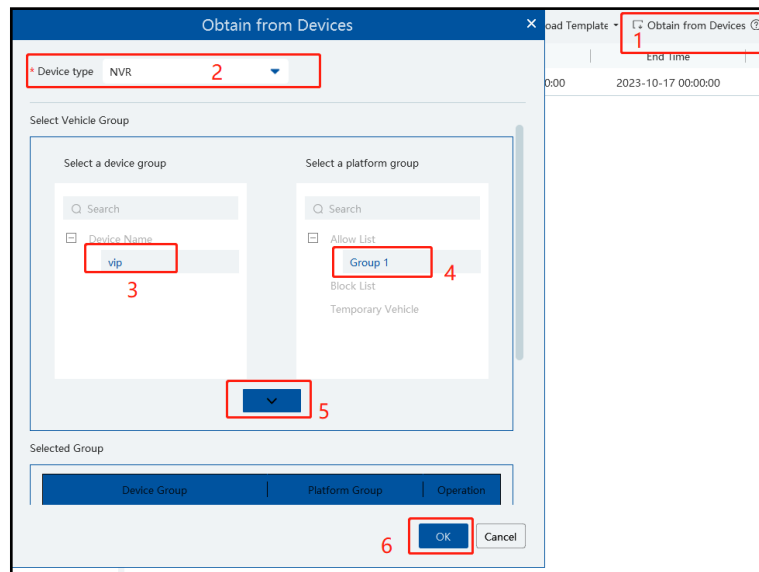 Obtain from Devices ×
oad Template Obtain from Devices
1
End Time
* Device type NVR 2
0:00 2023-10-17 00:00:00
Select Vehicle Group
Select a device group Select a platform group
Search Search
Device Name Allow List
vip Group 1
3 4
Block List
Temporary Vehicle
5
Selected Group
Device Group Platform Group Operation
6 OK Cancel